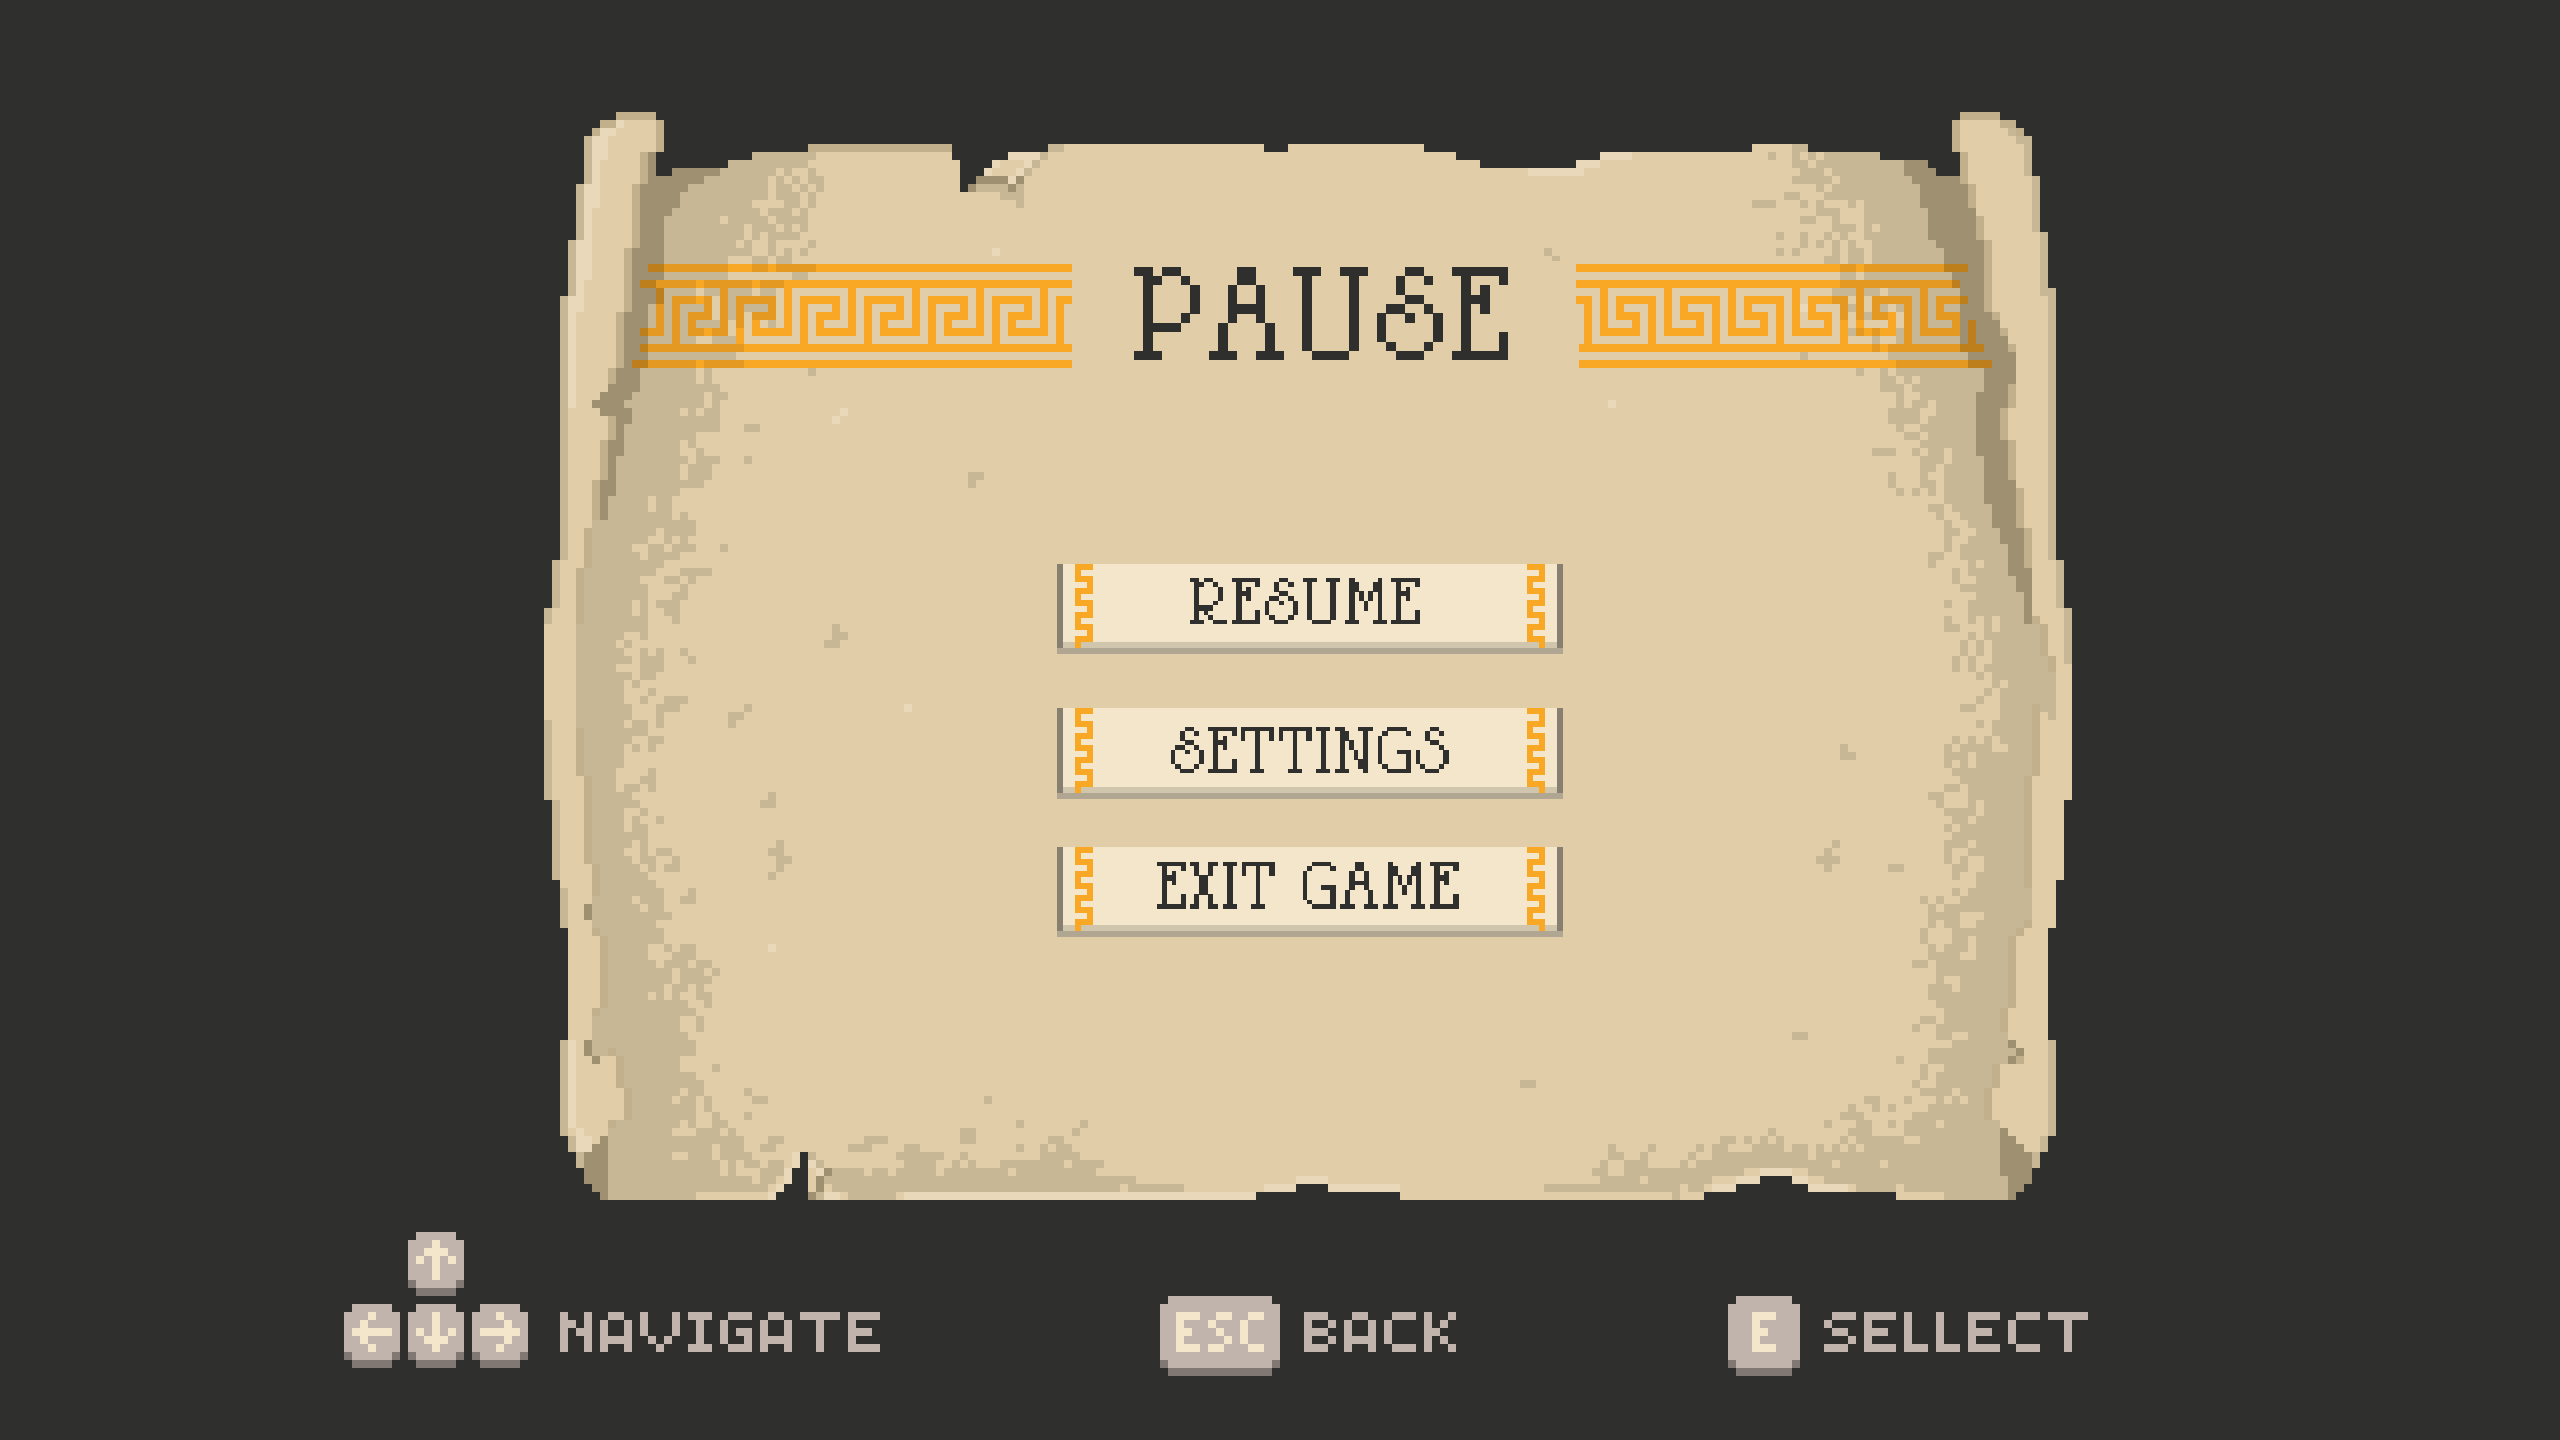 PAUSE
RESUME
SETTINGS
EXIT GAME
NAVIGATE
ESC BACK
E SELLECT